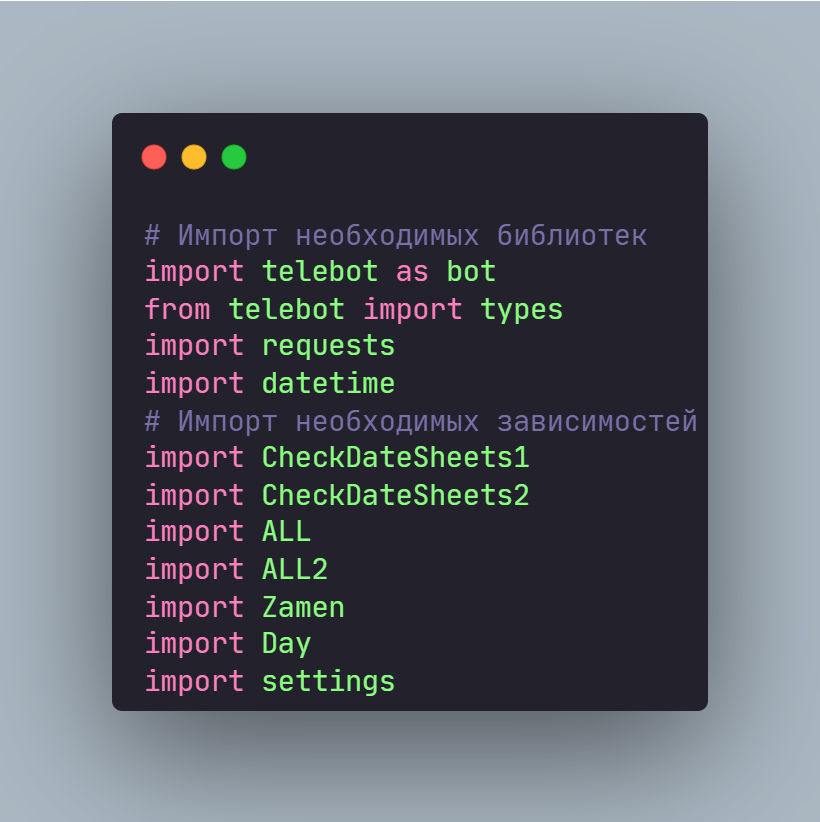 # Импорт необходимых библиотек
import telebot as bot
from telebot import types
import requests
import datetime
# Импорт необходимых зависимостей
import CheckDateSheets1
import CheckDateSheets2
import ALL
import ALL2
import Zamen
import Day
import settings